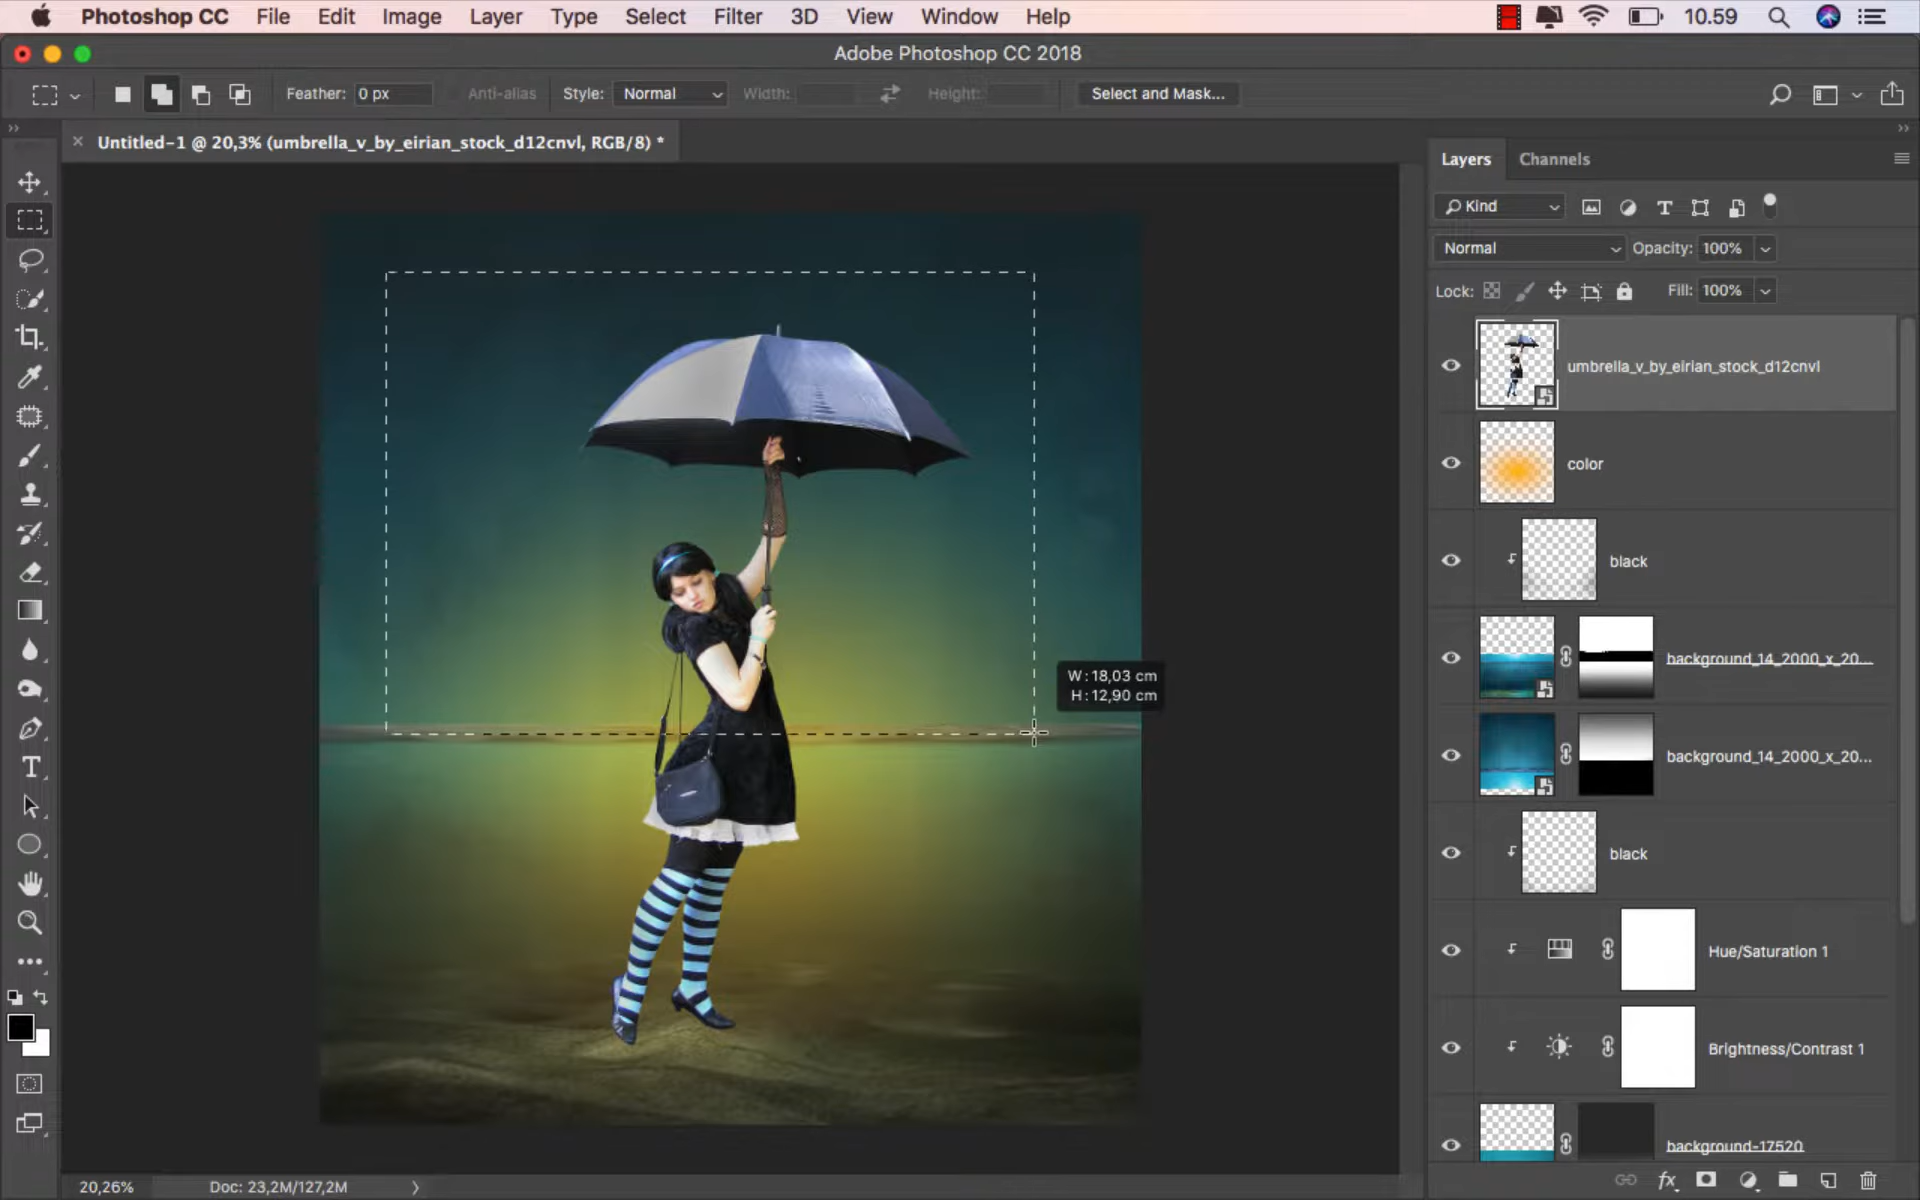 Photoshop CC File Edit Image Layer Type Select Filter 3D View Window Help 10.59
Adobe Photoshop CC 2018
Feather: 0 px Anti-alias Style: Normal Width: Height: Select and Mask...
Untitled-1 @ 20,3% (umbrella_v_by_eirian_stock_d12cnvl, RGB/8) *
Layers Channels
Kind
Normal Opacity: 100%
Lock: Fill: 100%
umbrella_v_by_eirian_stock_d12cnvl
color
black
background_14_2000_x_20...
W: 18,03 cm
H: 12,90 cm
background_14_2000_x_20...
black
Hue/Saturation 1
Brightness/Contrast 1
background-17520
20,26% Doc: 23,2M/127,2M